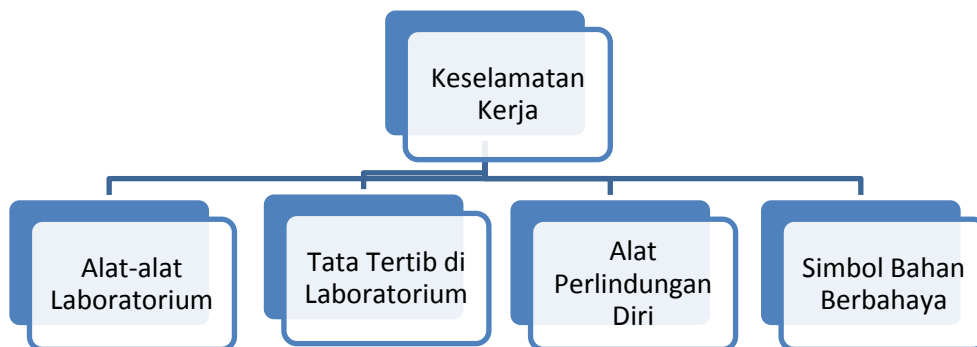 Keselamatan
Kerja
Alat-alat
Laboratorium
Tata Tertib di
Laboratorium
Alat
Perlindungan
Diri
Simbol Bahan
Berbahaya